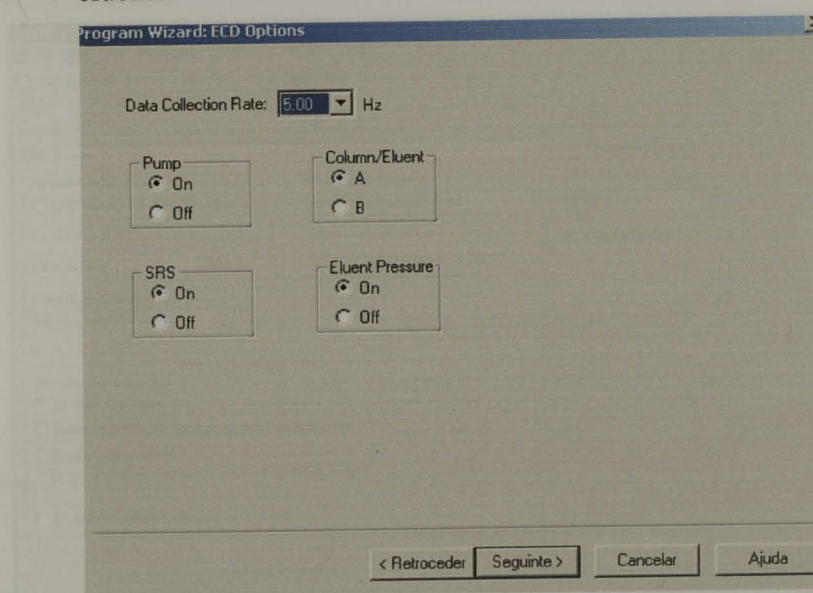 Program Wizard: ECD Options
Data Collection Rate: 5.00 Hz
Pump
On
Off
Column/Eluent
A
B
SRS
On
Off
Eluent Pressure
On
Off
< Retroceder Seguinte > Cancelar Ajuda